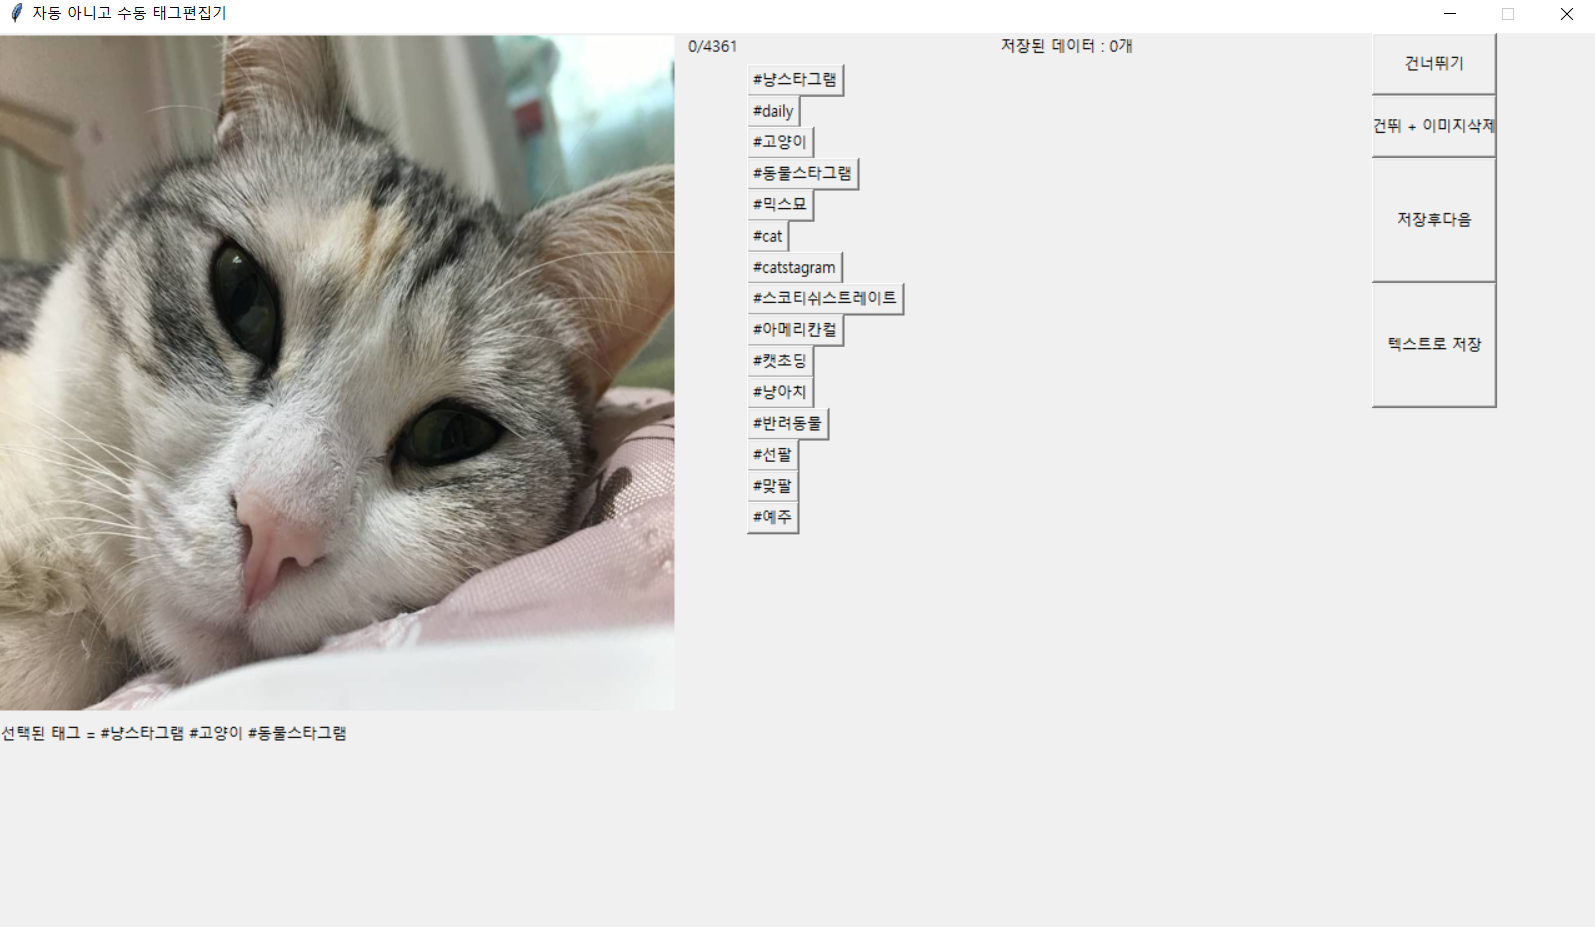 자동 아니고 수동 태그편집기
0/4361
저장된 데이터 : 0개
#냥스타그램
#daily
#고양이
#동물스타그램
#믹스묘
#cat
#catstagram
#스코티쉬스트레이트
#아메리칸컬
#캣초딩
#냥아치
#반려동물
#선팔
#맞팔
#예주
건너뛰기
건뛰 + 이미지삭제
저장후다음
텍스트로 저장
선택된 태그 = #냥스타그램 #고양이 #동물스타그램